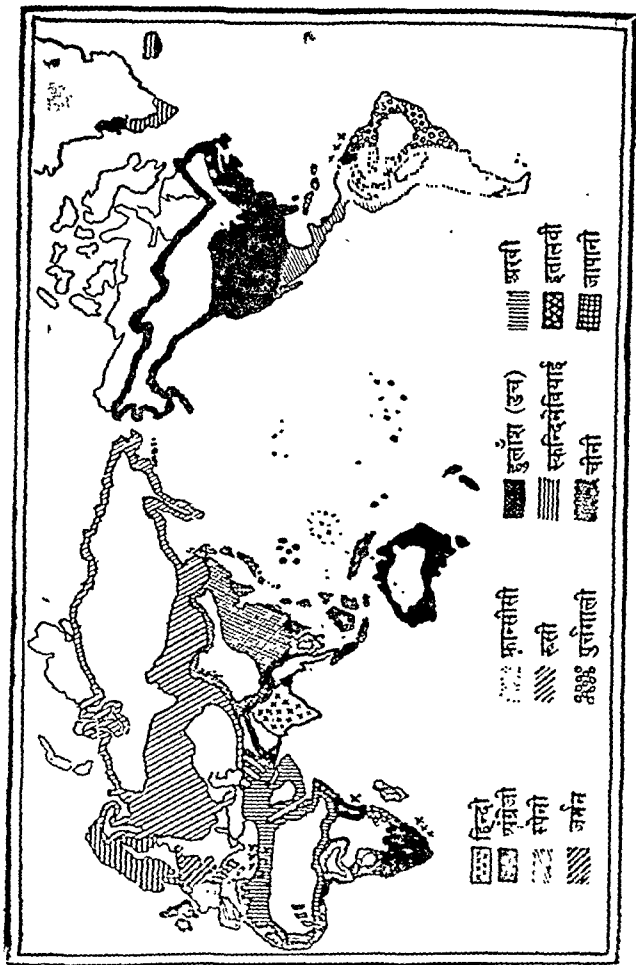 हिन्दी
अंग्रेजी
स्पेनी
जर्मन
फ्रान्सीसी
रूसी
पुर्त्तगाली
हुलाँश (डच)
स्कन्दिनेवियाई
चीनी
अरबी
इतालवी
जापानी